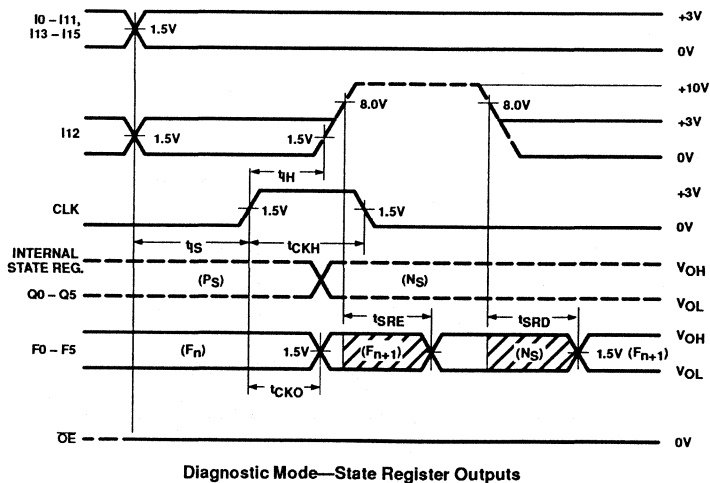 I0 – I11,
I13 – I15
1.5V
+3V
0V
+10V
8.0V
8.0V
+3V
I12
1.5V
1.5V
0V
tIH
+3V
CLK
1.5V
1.5V
0V
tIS
tCKH
INTERNAL
STATE REG.
VOH
(PS)
(NS)
Q0 – Q5
VOL
tSRE
tSRD
VOH
F0 – F5
(Fn)
1.5V
(Fn+1)
(NS)
1.5V (Fn+1)
VOL
tCKO
OE
0V
Diagnostic Mode—State Register Outputs